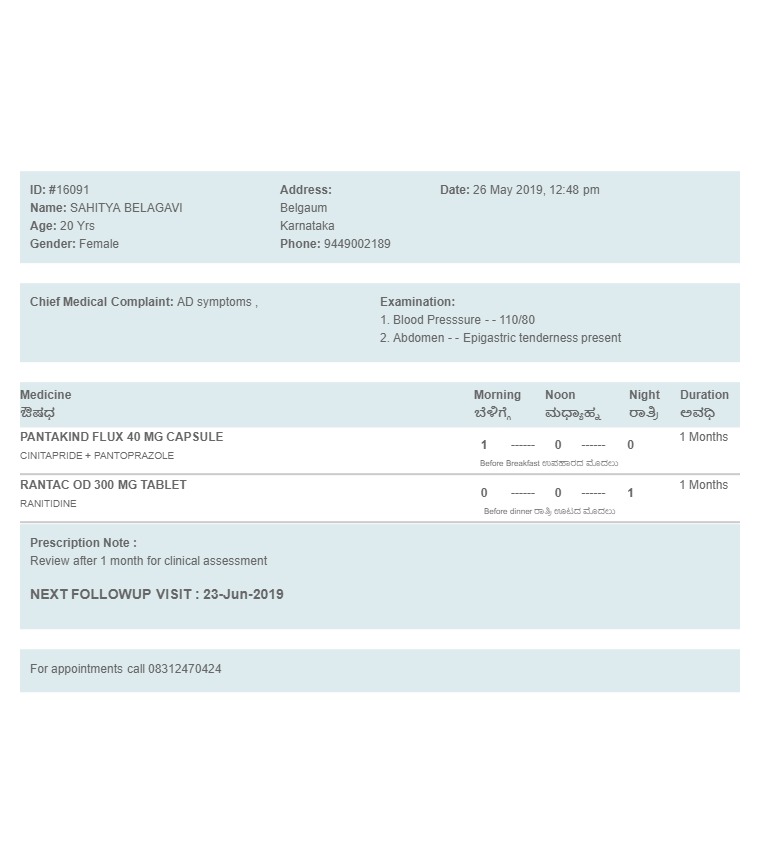 ID: #16091
Name: SAHITYA BELAGAVI
Age: 20 Yrs
Gender: Female
Address:
Belgaum
Karnataka
Phone: 9449002189
Date: 26 May 2019, 12:48 pm
Chief Medical Complaint: AD symptoms ,
Examination:
1. Blood Presssure - - 110/80
2. Abdomen - - Epigastric tenderness present
Medicine Morning Noon Night Duration
ಔಷಧ ಬೆಳಿಗ್ಗೆ ಮಧ್ಯಾಹ್ನ ರಾತ್ರಿ ಅವಧಿ
PANTAKIND FLUX 40 MG CAPSULE 1 ------ 0 ------ 0 1 Months
CINITAPRIDE + PANTOPRAZOLE Before Breakfast ಉಪಹಾರದ ಮೊದಲು
RANTAC OD 300 MG TABLET 0 ------ 0 ------ 1 1 Months
RANITIDINE Before dinner ರಾತ್ರಿ ಊಟದ ಮೊದಲು
Prescription Note :
Review after 1 month for clinical assessment
NEXT FOLLOWUP VISIT : 23-Jun-2019
For appointments call 08312470424